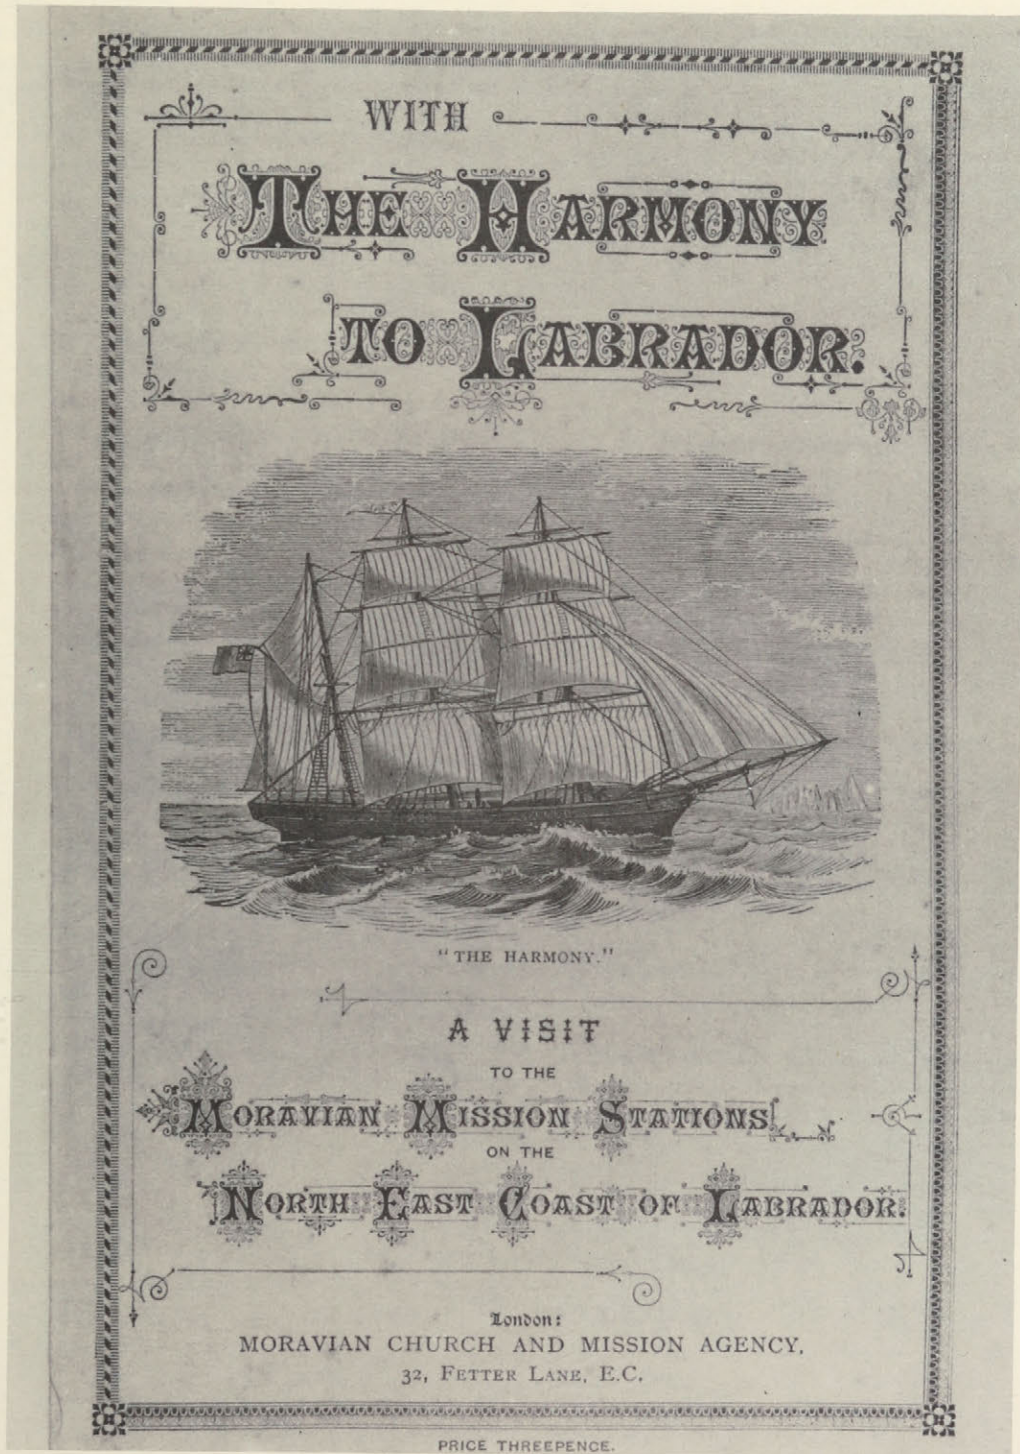 WITH
THE HARMONY
TO LABRADOR.
"THE HARMONY."
A VISIT
TO THE
MORAVIAN MISSION STATIONS
ON THE
NORTH EAST COAST OF LABRADOR.
London:
MORAVIAN CHURCH AND MISSION AGENCY,
32, FETTER LANE, E.C.
PRICE THREEPENCE.